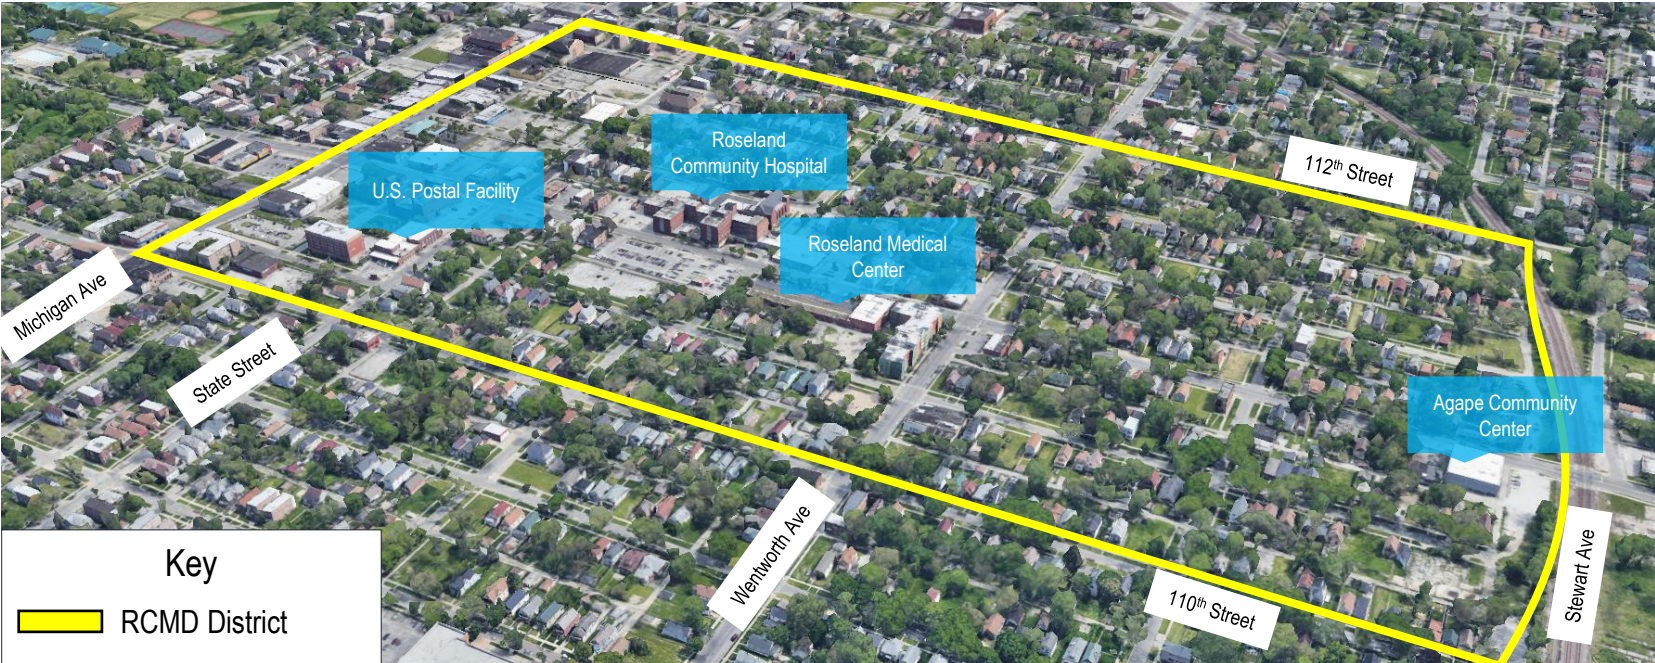 Roseland
Community Hospital
U.S. Postal Facility
112th Street
Roseland Medical
Center
Michigan Ave
State Street
Agape Community
Center
Wentworth Ave
110th Street
Stewart Ave
Key
RCMD District